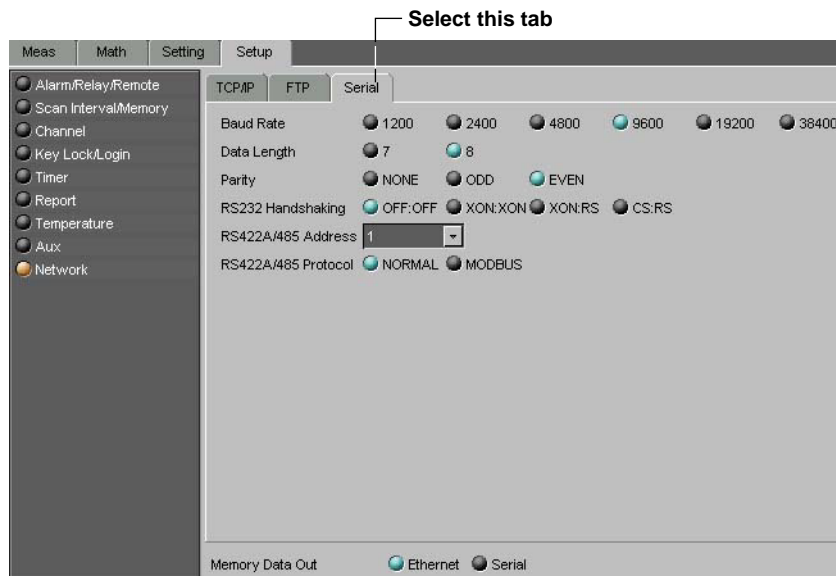 Select this tab
Meas Math Setting Setup
Alarm/Relay/Remote
Scan Interval/Memory
Channel
Key Lock/Login
Timer
Report
Temperature
Aux
Network
TCP/IP FTP Serial
Baud Rate 1200 2400 4800 9600 19200 38400
Data Length 7 8
Parity NONE ODD EVEN
RS232 Handshaking OFF:OFF XON:XON XON:RS CS:RS
RS422A/485 Address 1
RS422A/485 Protocol NORMAL MODBUS
Memory Data Out Ethernet Serial